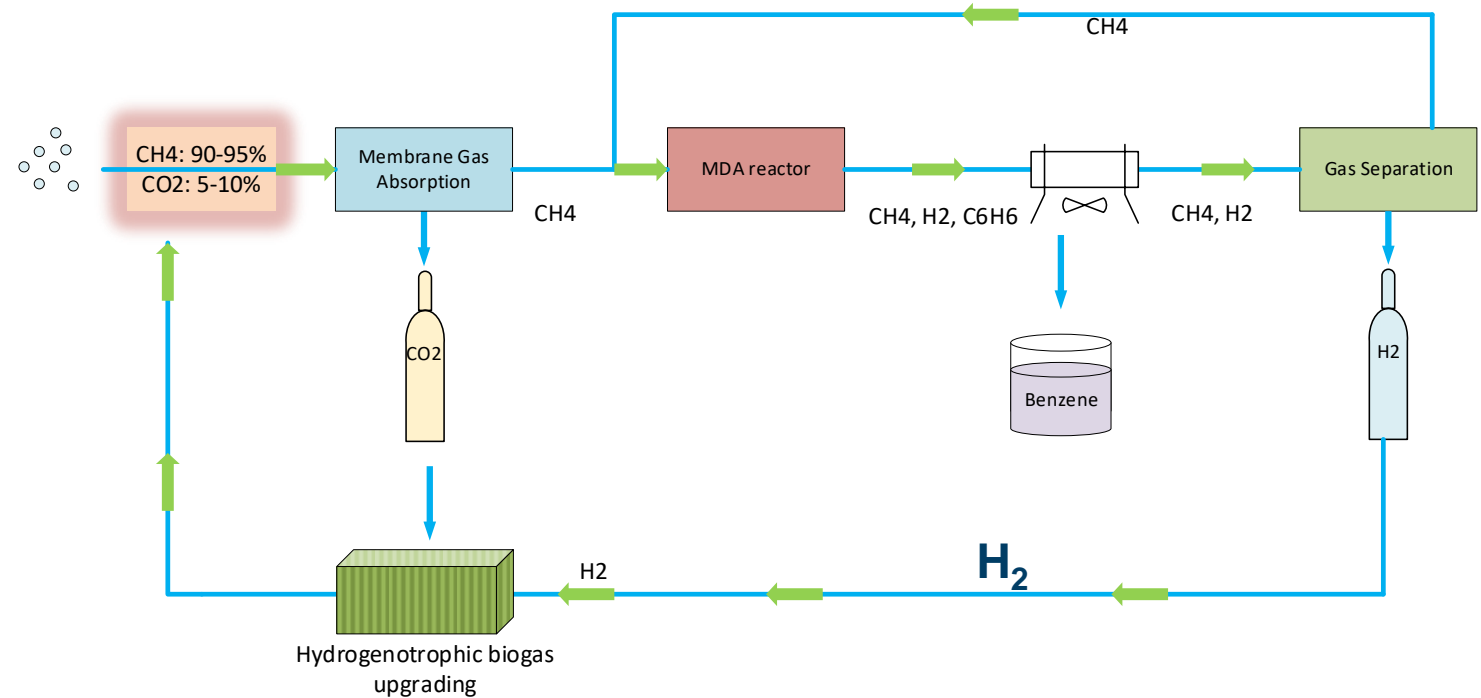 CH4
CH4: 90-95%
CO2: 5-10%
Membrane Gas
Absorption
CH4
MDA reactor
CH4, H2, C6H6
CH4, H2
Gas Separation
CO2
Benzene
H2
H2
H₂
Hydrogenotrophic biogas
upgrading